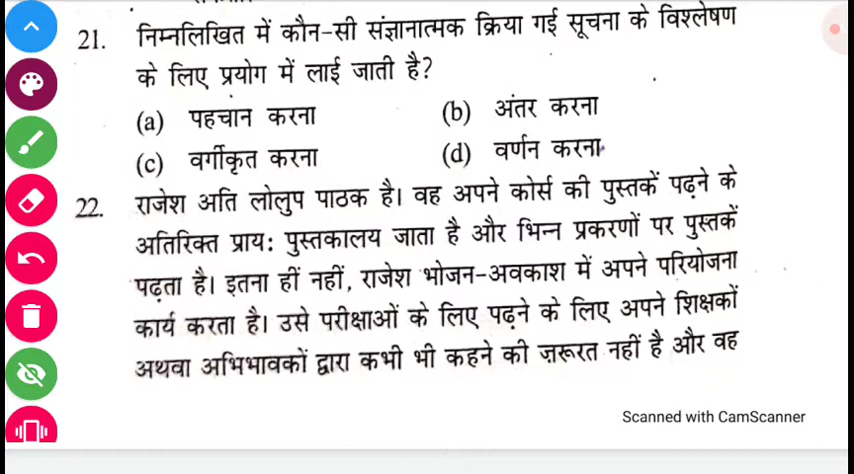 21. निम्नलिखित में कौन-सी संज्ञानात्मक क्रिया गई सूचना के विश्लेषण
के लिए प्रयोग में लाई जाती है?
(a) पहचान करना (b) अंतर करना
(c) वर्गीकृत करना (d) वर्णन करना
22. राजेश अति लोलुप पाठक है। वह अपने कोर्स की पुस्तकें पढ़ने के
अतिरिक्त प्राय: पुस्तकालय जाता है और भिन्न प्रकरणों पर पुस्तकें
पढ़ता है। इतना हीं नहीं, राजेश भोजन-अवकाश में अपने परियोजना
कार्य करता है। उसे परीक्षाओं के लिए पढ़ने के लिए अपने शिक्षकों
अथवा अभिभावकों द्वारा कभी भी कहने की ज़रूरत नहीं है और वह
Scanned with CamScanner